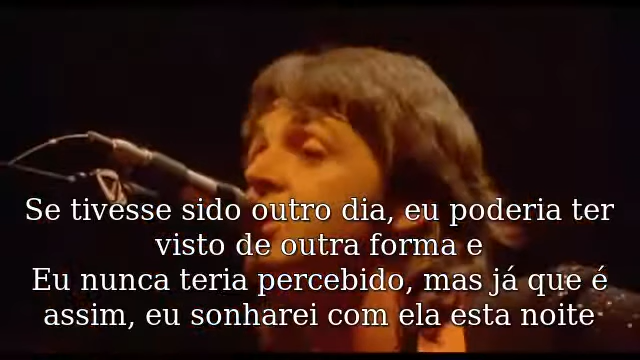 Se tivesse sido outro dia, eu poderia ter
visto de outra forma e
Eu nunca teria percebido, mas já que é
assim, eu sonharei com ela esta noite